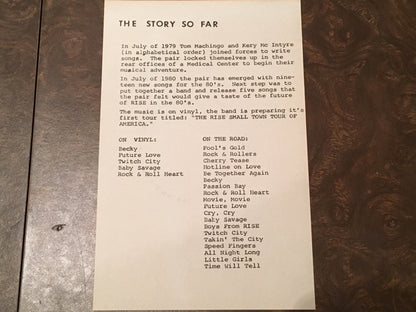 THE STORY SO FAR
In July of 1979 Tom Machingo and Kery Mc Intyre
(in alphabetical order) joined forces to write
songs. The pair locked themselves up in the
rear offices of a Medical Center to begin their
musical adventure.
In July of 1980 the pair has emerged with nine-
teen new songs for the 80's. Next step was to
put together a band and release five songs that
the pair felt would give a taste of the future
of RISE in the 80's.
The music is on vinyl, the band is preparing it's
first tour titled: "THE RISE SMALL TOWN TOUR OF
AMERICA."
ON VINYL:
Becky
Future Love
Twitch City
Baby Savage
Rock & Roll Heart
ON THE ROAD:
Fool's Gold
Rock & Rollers
Cherry Tease
Hotline on Love
Be Together Again
Becky
Passion Bay
Rock & Roll Heart
Movie, Movie
Future Love
Cry, Cry
Baby Savage
Boys From RISE
Twitch City
Takin' The City
Speed Fingers
All Night Long
Little Girls
Time Will Tell